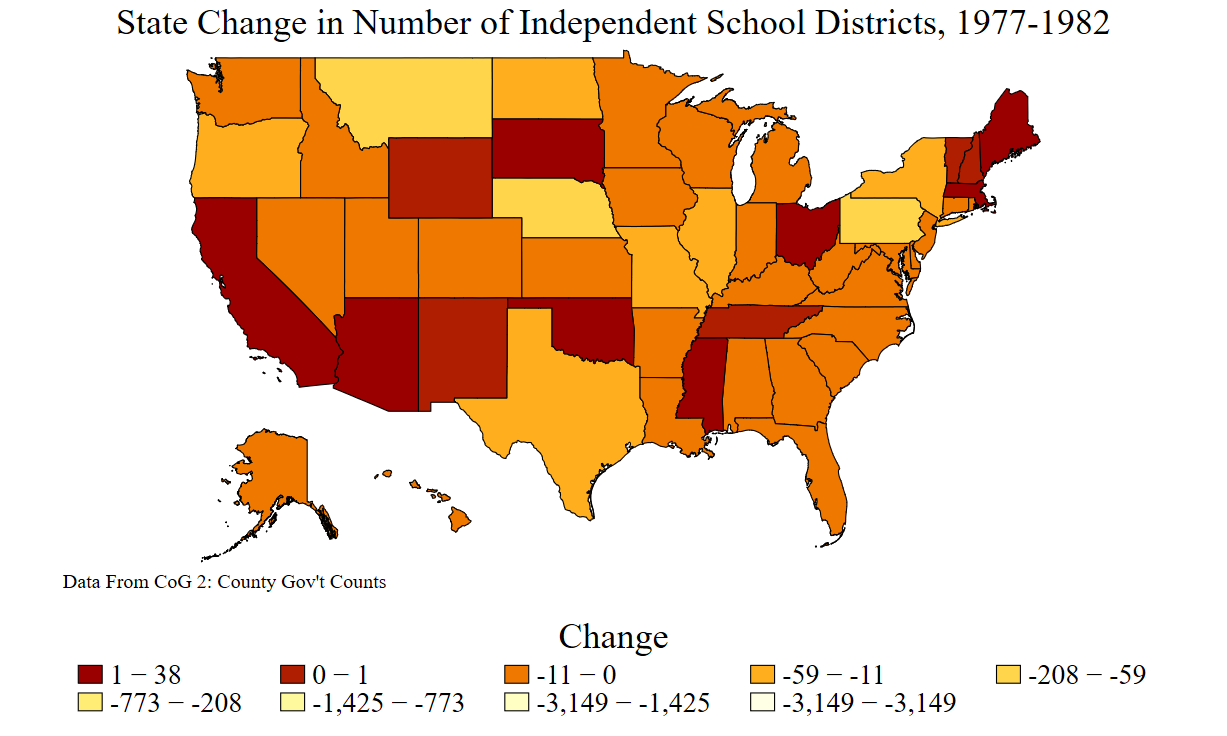 State Change in Number of Independent School Districts, 1977-1982
Data From CoG 2: County Gov't Counts
Change
1 − 38 0 − 1 -11 − 0 -59 − -11 -208 − -59
-773 − -208 -1,425 − -773 -3,149 − -1,425 -3,149 − -3,149